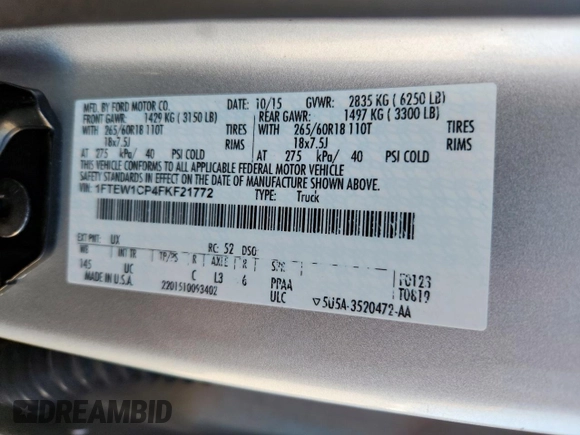 MFD. BY FORD MOTOR CO. DATE: 10/15 GVWR: 2835 KG ( 6250 LB)
FRONT GAWR: 1429 KG ( 3150 LB) REAR GAWR: 1497 KG ( 3300 LB)
WITH 265/60R18 110T TIRES WITH 265/60R18 110T TIRES
18x7.5J RIMS 18x7.5J RIMS
AT 275 kPa/ 40 PSI COLD AT 275 kPa/ 40 PSI COLD
THIS VEHICLE CONFORMS TO ALL APPLICABLE FEDERAL MOTOR VEHICLE
SAFETY STANDARDS IN EFFECT ON THE DATE OF MANUFACTURE SHOWN ABOVE.
VIN: 1FTEW1CP4FKF21772 TYPE: Truck
EXT PNT: UX RC: 52 DSO:
WB INT TR TP/PS R AXLE R SPR
145 UC C L3 6 PPAA T0123
MADE IN U.S.A. 2201510093402 ULC T0819
5U5A-3520472-AA
DREAMBID